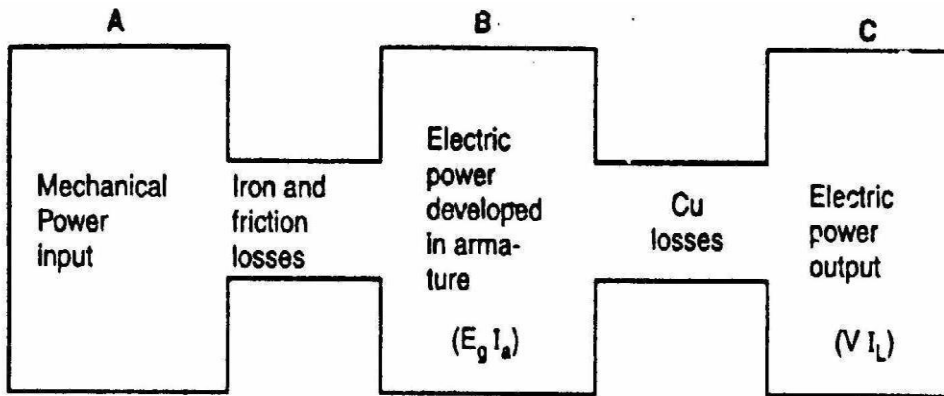 A
B
C
Mechanical
Power
input
Iron and
friction
losses
Electric
power
developed
in arma-
ture
(E_g I_a)
Cu
losses
Electric
power
output
(V I_L)